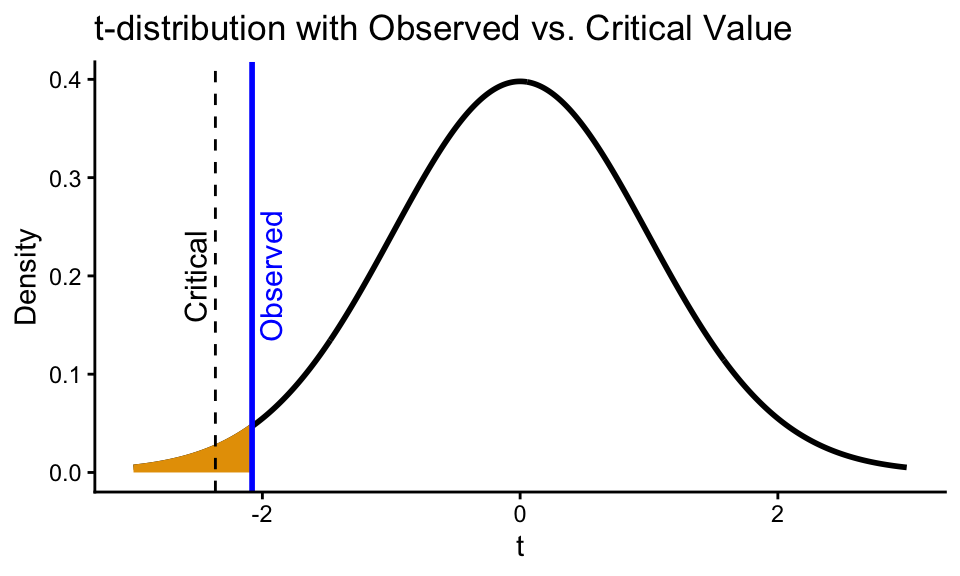 t-distribution with Observed vs. Critical Value
0.4
0.3
0.2
0.1
0.0
Density
Critical
Observed
-2
0
2
t